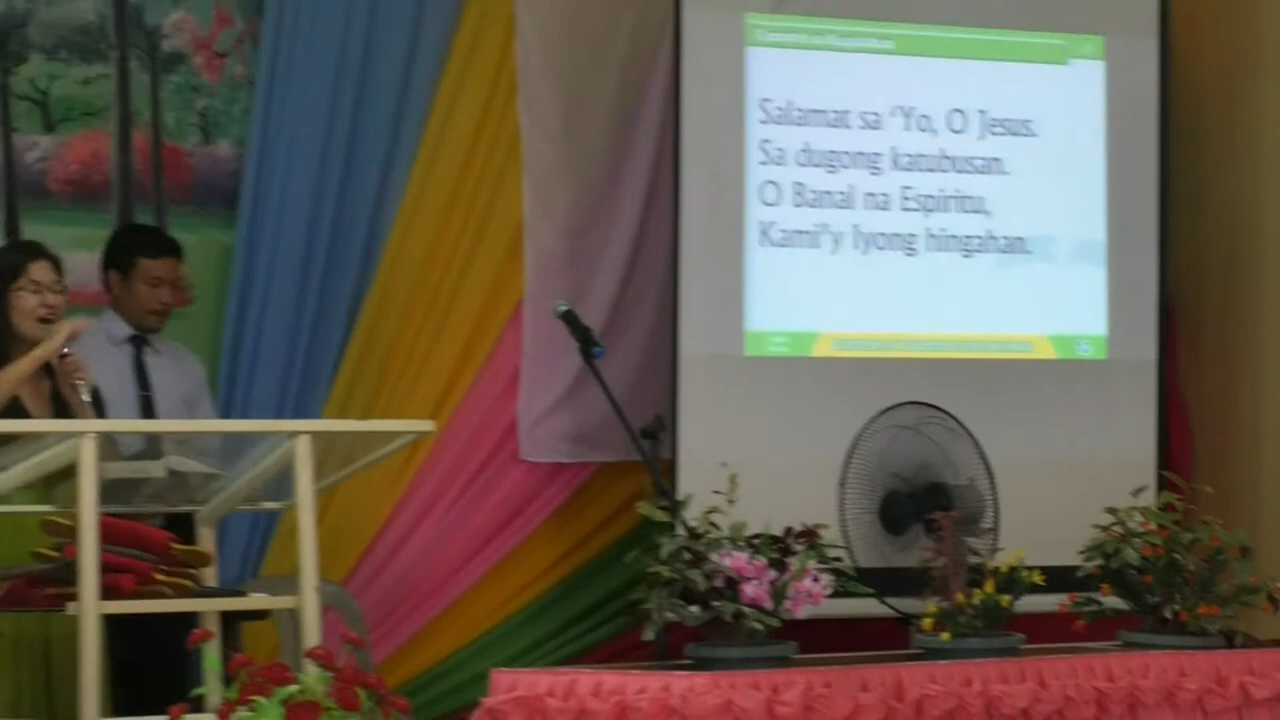 Salamat sa 'Yo, O Jesus.
Sa dugong katubusan.
O Banal na Espiritu,
Kami'y Iyong hingahan.